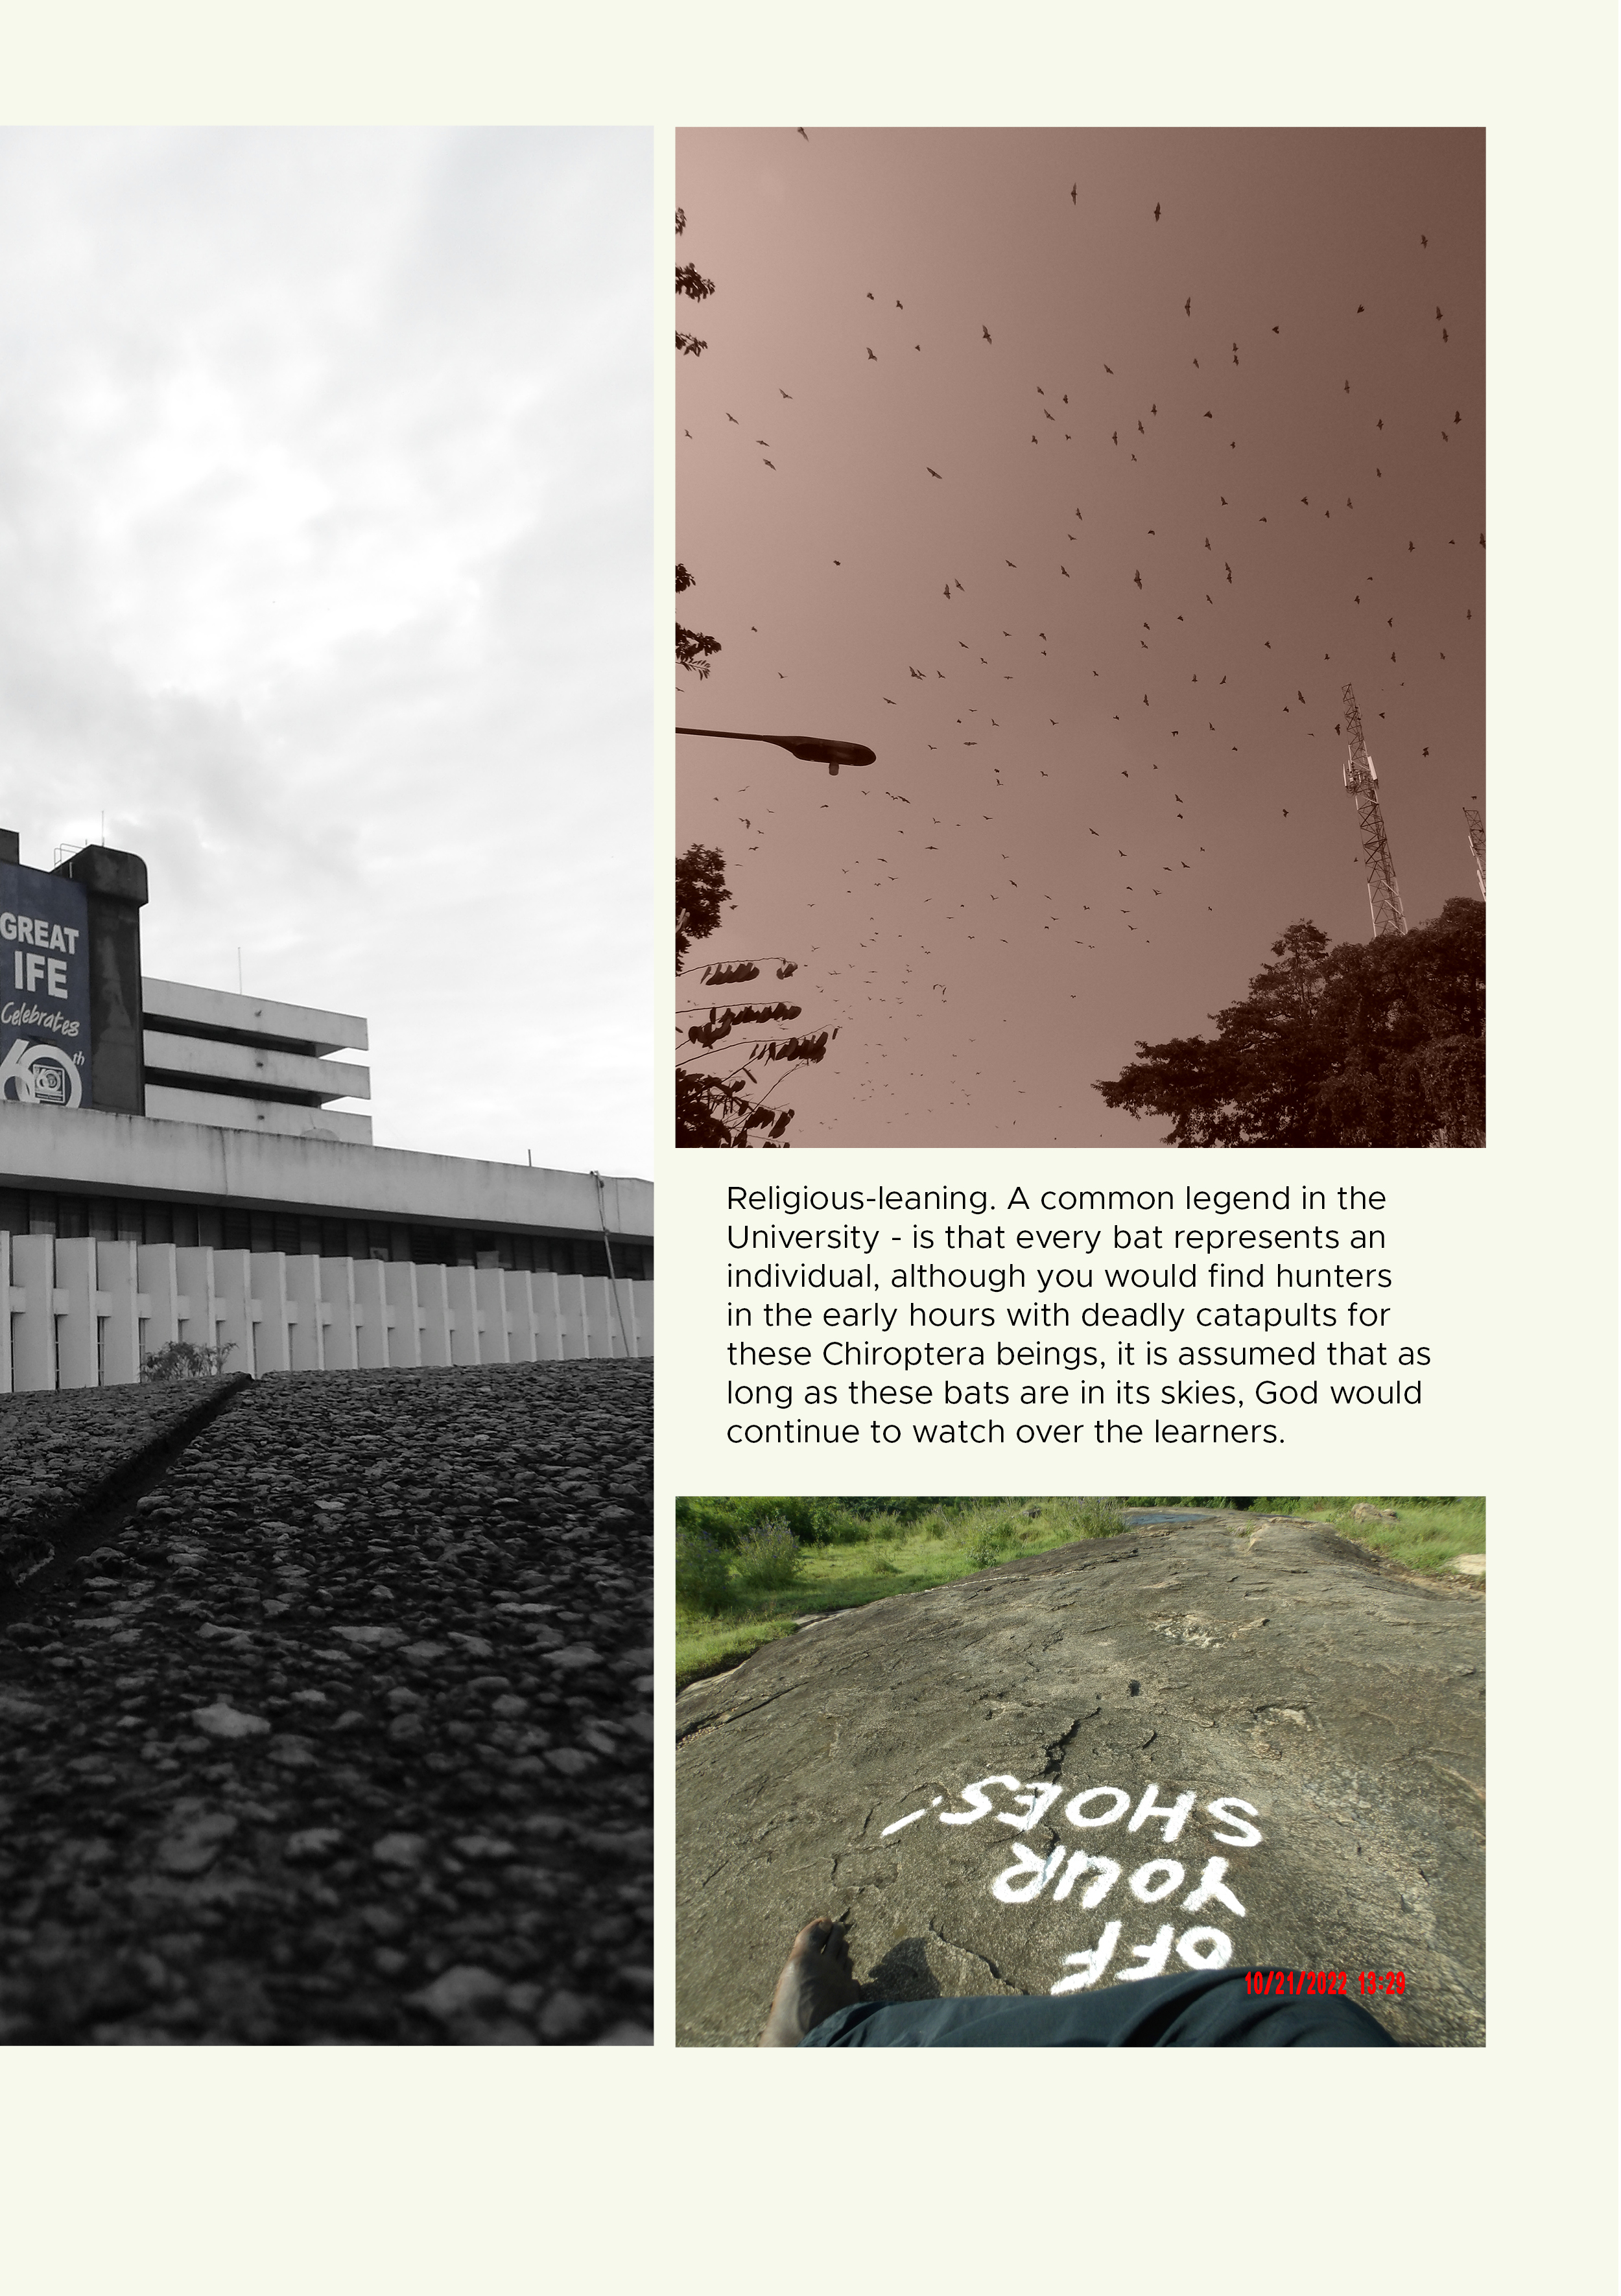 GREAT
IFE
Celebrates
60th
Religious-leaning. A common legend in the
University - is that every bat represents an
individual, although you would find hunters
in the early hours with deadly catapults for
these Chiroptera beings, it is assumed that as
long as these bats are in its skies, God would
continue to watch over the learners.
OFF
YOUR
SHOES!
10/21/2022 13:29